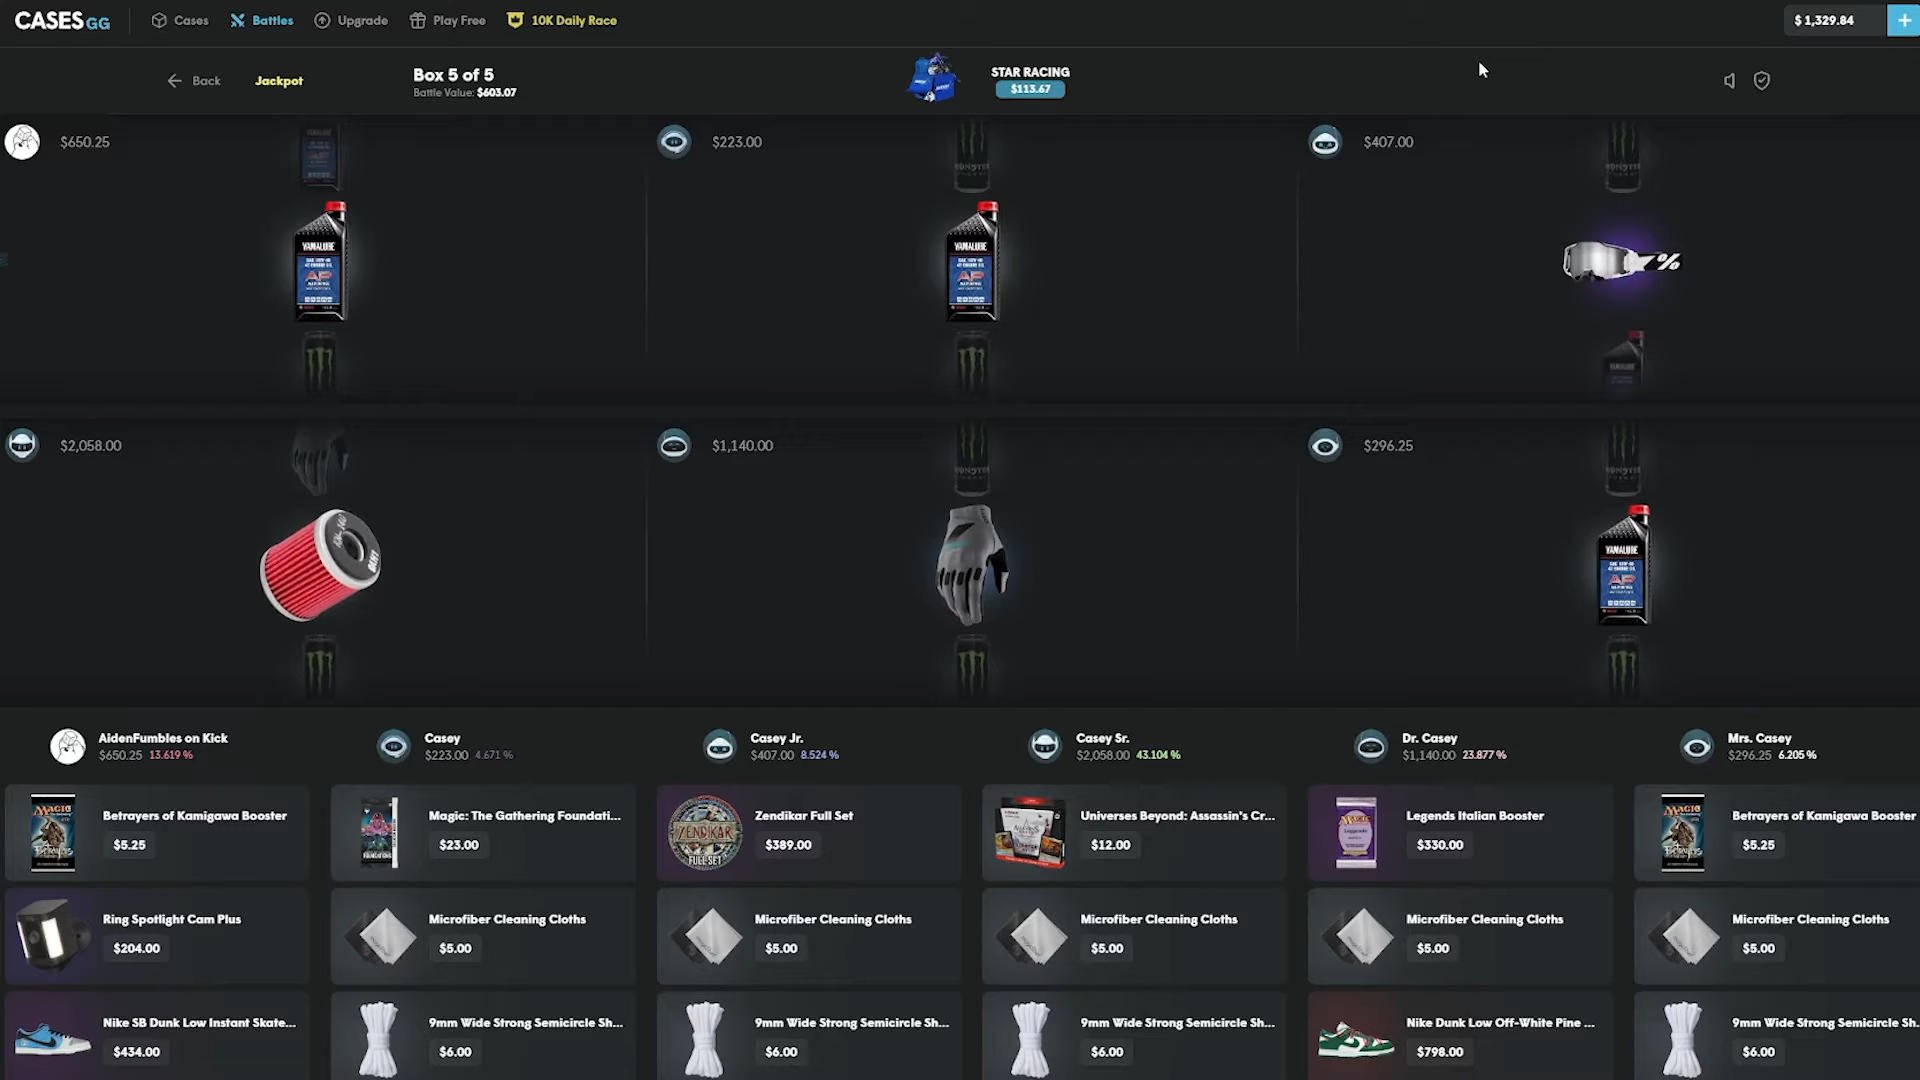 CASES GG
Cases
Battles
Upgrade
Play Free
10K Daily Race
$ 1,329.84
+
Back
Jackpot
Box 5 of 5
Battle Value: $603.07
STAR RACING
$113.67
$650.25
$223.00
$407.00
YAMALUBE
YAMALUBE
%
$2,058.00
$1,140.00
$296.25
YAMALUBE
AidenFumbles on Kick
$650.25 13.619 %
Casey
$223.00 4.671 %
Casey Jr.
$407.00 8.524 %
Casey Sr.
$2,058.00 43.104 %
Dr. Casey
$1,140.00 23.877 %
Mrs. Casey
$296.25 6.205 %
Betrayers of Kamigawa Booster
$5.25
Magic: The Gathering Foundati...
$23.00
Zendikar Full Set
$389.00
Universes Beyond: Assassin's Cr...
$12.00
Legends Italian Booster
$330.00
Betrayers of Kamigawa Booster
$5.25
Ring Spotlight Cam Plus
$204.00
Microfiber Cleaning Cloths
$5.00
Microfiber Cleaning Cloths
$5.00
Microfiber Cleaning Cloths
$5.00
Microfiber Cleaning Cloths
$5.00
Microfiber Cleaning Cloths
$5.00
Nike SB Dunk Low Instant Skate...
$434.00
9mm Wide Strong Semicircle Sh...
$6.00
9mm Wide Strong Semicircle Sh...
$6.00
9mm Wide Strong Semicircle Sh...
$6.00
Nike Dunk Low Off-White Pine ...
$798.00
9mm Wide Strong Semicircle Sh...
$6.00